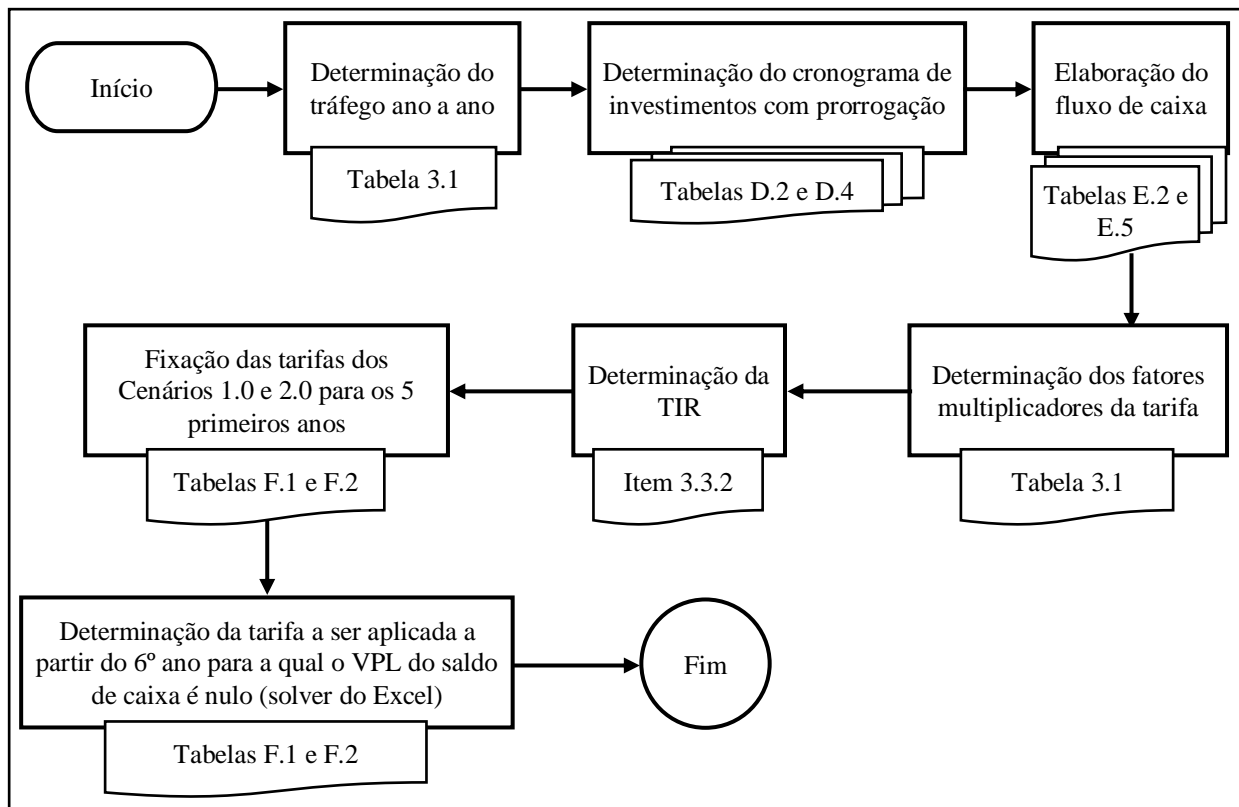 Início
Determinação do
tráfego ano a ano
Tabela 3.1
Determinação do cronograma de
investimentos com prorrogação
Tabelas D.2 e D.4
Elaboração do
fluxo de caixa
Tabelas E.2 e
E.5
Determinação dos fatores
multiplicadores da tarifa
Tabela 3.1
Determinação da
TIR
Item 3.3.2
Fixação das tarifas dos
Cenários 1.0 e 2.0 para os 5
primeiros anos
Tabelas F.1 e F.2
Determinação da tarifa a ser aplicada a
partir do 6º ano para a qual o VPL do saldo
de caixa é nulo (solver do Excel)
Tabelas F.1 e F.2
Fim